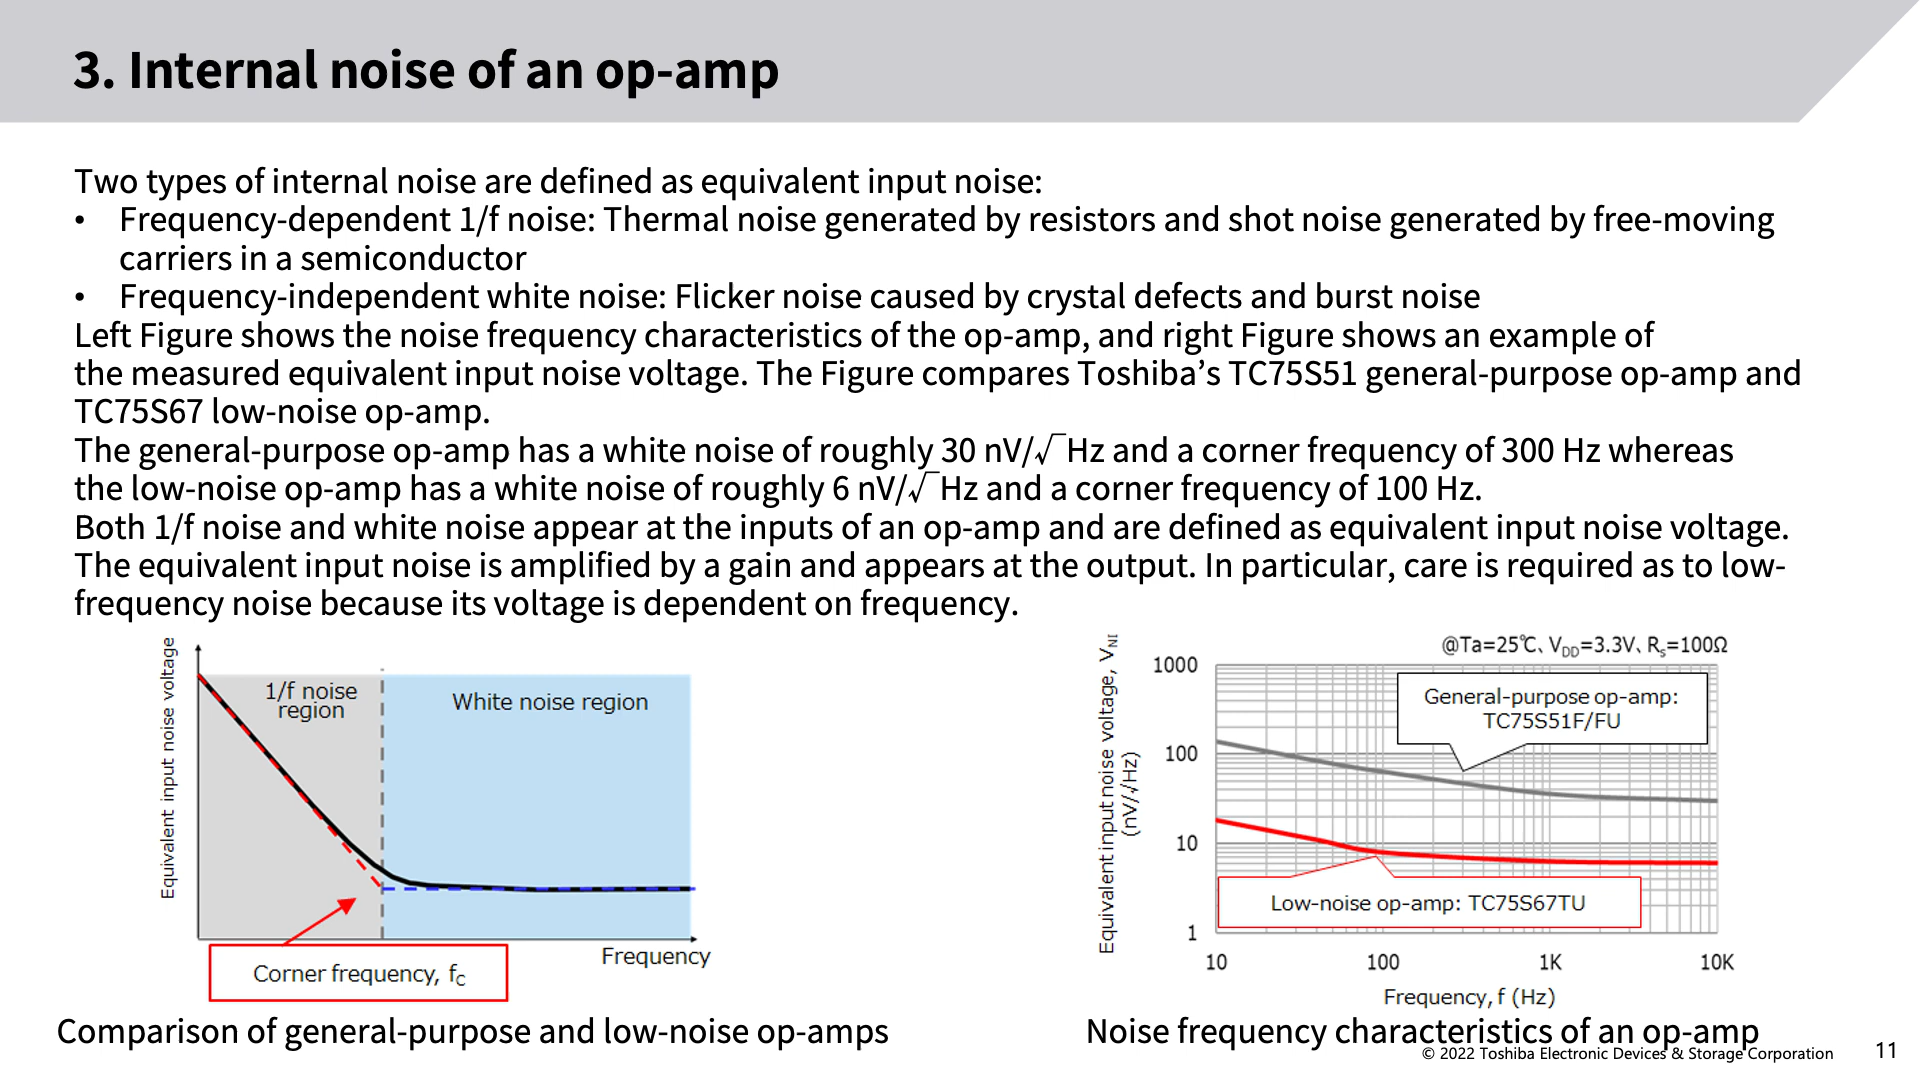 3. Internal noise of an op-amp
Two types of internal noise are defined as equivalent input noise:
• Frequency-dependent 1/f noise: Thermal noise generated by resistors and shot noise generated by free-moving
carriers in a semiconductor
• Frequency-independent white noise: Flicker noise caused by crystal defects and burst noise
Left Figure shows the noise frequency characteristics of the op-amp, and right Figure shows an example of
the measured equivalent input noise voltage. The Figure compares Toshiba’s TC75S51 general-purpose op-amp and
TC75S67 low-noise op-amp.
The general-purpose op-amp has a white noise of roughly 30 nV/√Hz and a corner frequency of 300 Hz whereas
the low-noise op-amp has a white noise of roughly 6 nV/√Hz and a corner frequency of 100 Hz.
Both 1/f noise and white noise appear at the inputs of an op-amp and are defined as equivalent input noise voltage.
The equivalent input noise is amplified by a gain and appears at the output. In particular, care is required as to low-
frequency noise because its voltage is dependent on frequency.
Equivalent input noise voltage
1/f noise
region
White noise region
Corner frequency, fC
Frequency
Comparison of general-purpose and low-noise op-amps
@Ta=25℃、VDD=3.3V、Rs=100Ω
Equivalent input noise voltage, VNI
(nV/√Hz)
1000
100
10
1
General-purpose op-amp:
TC75S51F/FU
Low-noise op-amp: TC75S67TU
10 100 1K 10K
Frequency, f (Hz)
Noise frequency characteristics of an op-amp
© 2022 Toshiba Electronic Devices & Storage Corporation
11